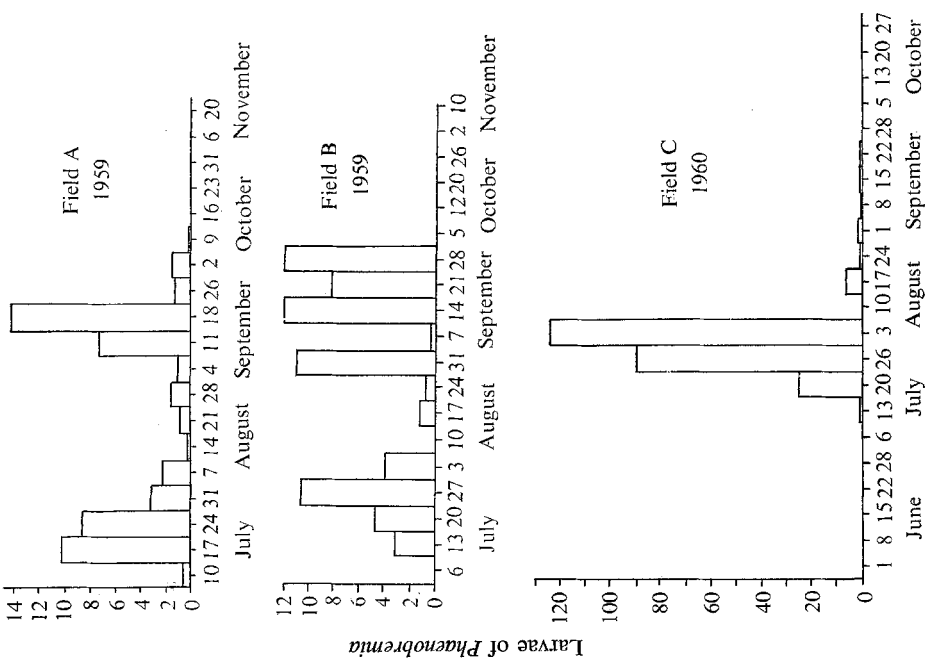 Larvae of Phaenobremia
Field A
1959
14
12
10
8
6
4
2
0
10 17 24 31 7 14 21 28 4 11 18 26 2 9 16 23 31 6 20
July August September October November
Field B
1959
12
10
8
6
4
2
0
6 13 20 27 3 10 17 24 31 7 14 21 28 5 12 20 26 2 10
July August September October November
Field C
1960
120
100
80
60
40
20
0
1 8 15 22 28 6 13 20 26 3 10 17 24 1 8 15 22 28 5 13 20 27
June July August September October